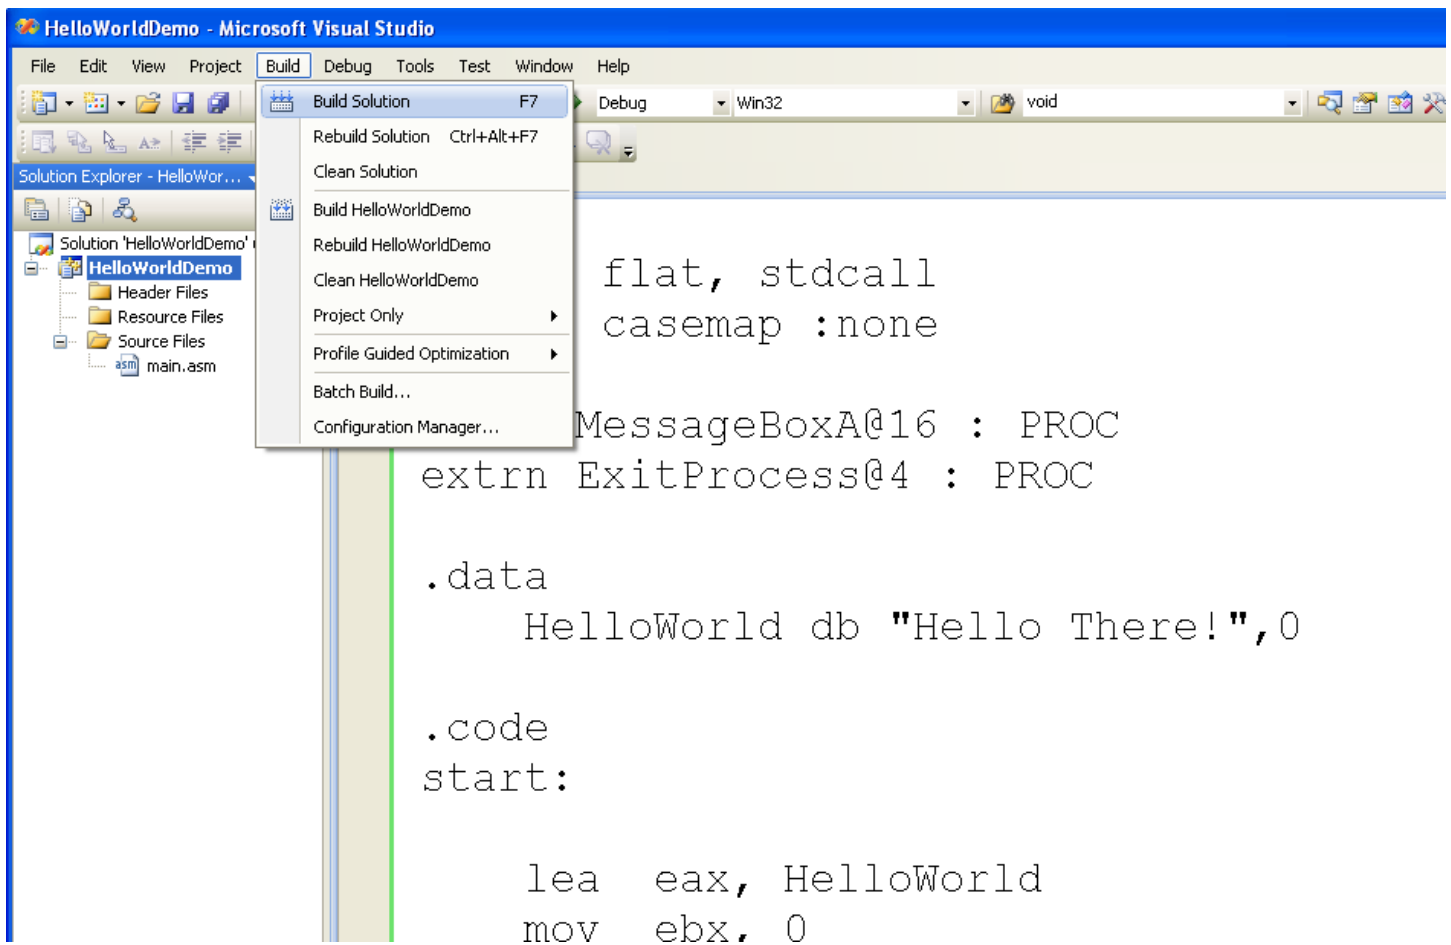 HelloWorldDemo - Microsoft Visual Studio
File Edit View Project Build Debug Tools Test Window Help
Build Solution F7
Debug Win32 void
Rebuild Solution Ctrl+Alt+F7
Clean Solution
Build HelloWorldDemo
Rebuild HelloWorldDemo
Clean HelloWorldDemo
Project Only
Profile Guided Optimization
Batch Build...
Configuration Manager...
Solution Explorer - HelloWor...
Solution 'HelloWorldDemo'
HelloWorldDemo
Header Files
Resource Files
Source Files
asm main.asm
flat, stdcall
casemap :none
MessageBoxA@16 : PROC
extrn ExitProcess@4 : PROC
.data
HelloWorld db "Hello There!",0
.code
start:
lea eax, HelloWorld
mov ebx, 0